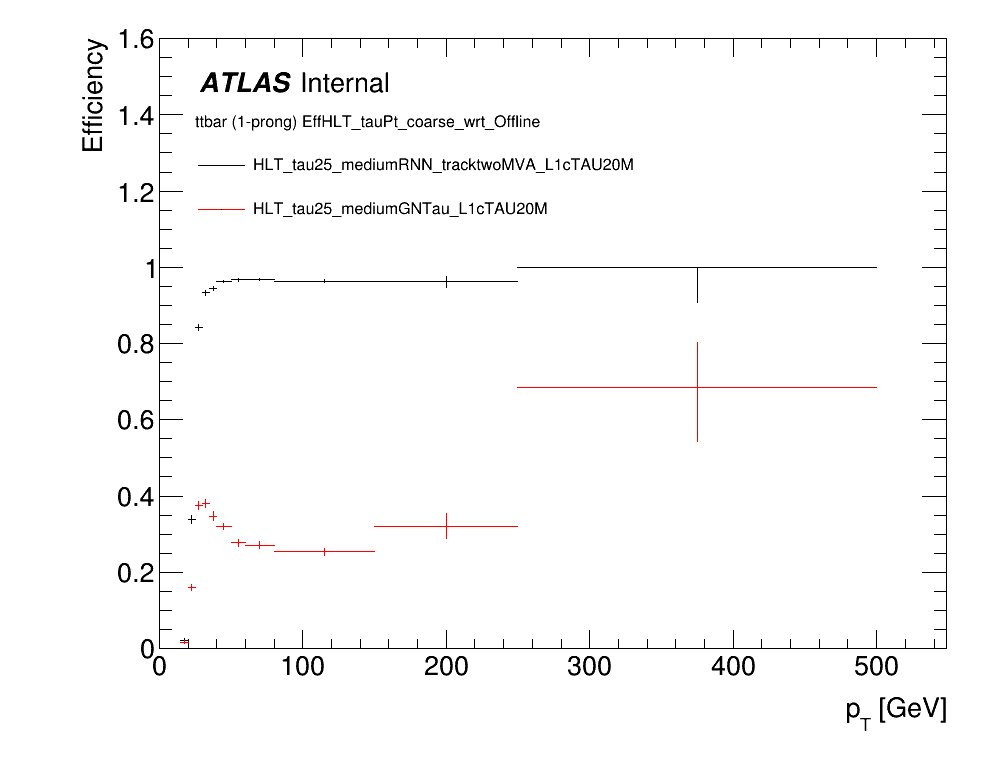 1.6
Efficiency
ATLAS Internal
1.4
ttbar (1-prong) EffHLT_tauPt_coarse_wrt_Offline
HLT_tau25_mediumRNN_tracktwoMVA_L1cTAU20M
1.2
HLT_tau25_mediumGNTau_L1cTAU20M
1
0.8
0.6
0.4
0.2
0
0 100 200 300 400 500
p_T [GeV]